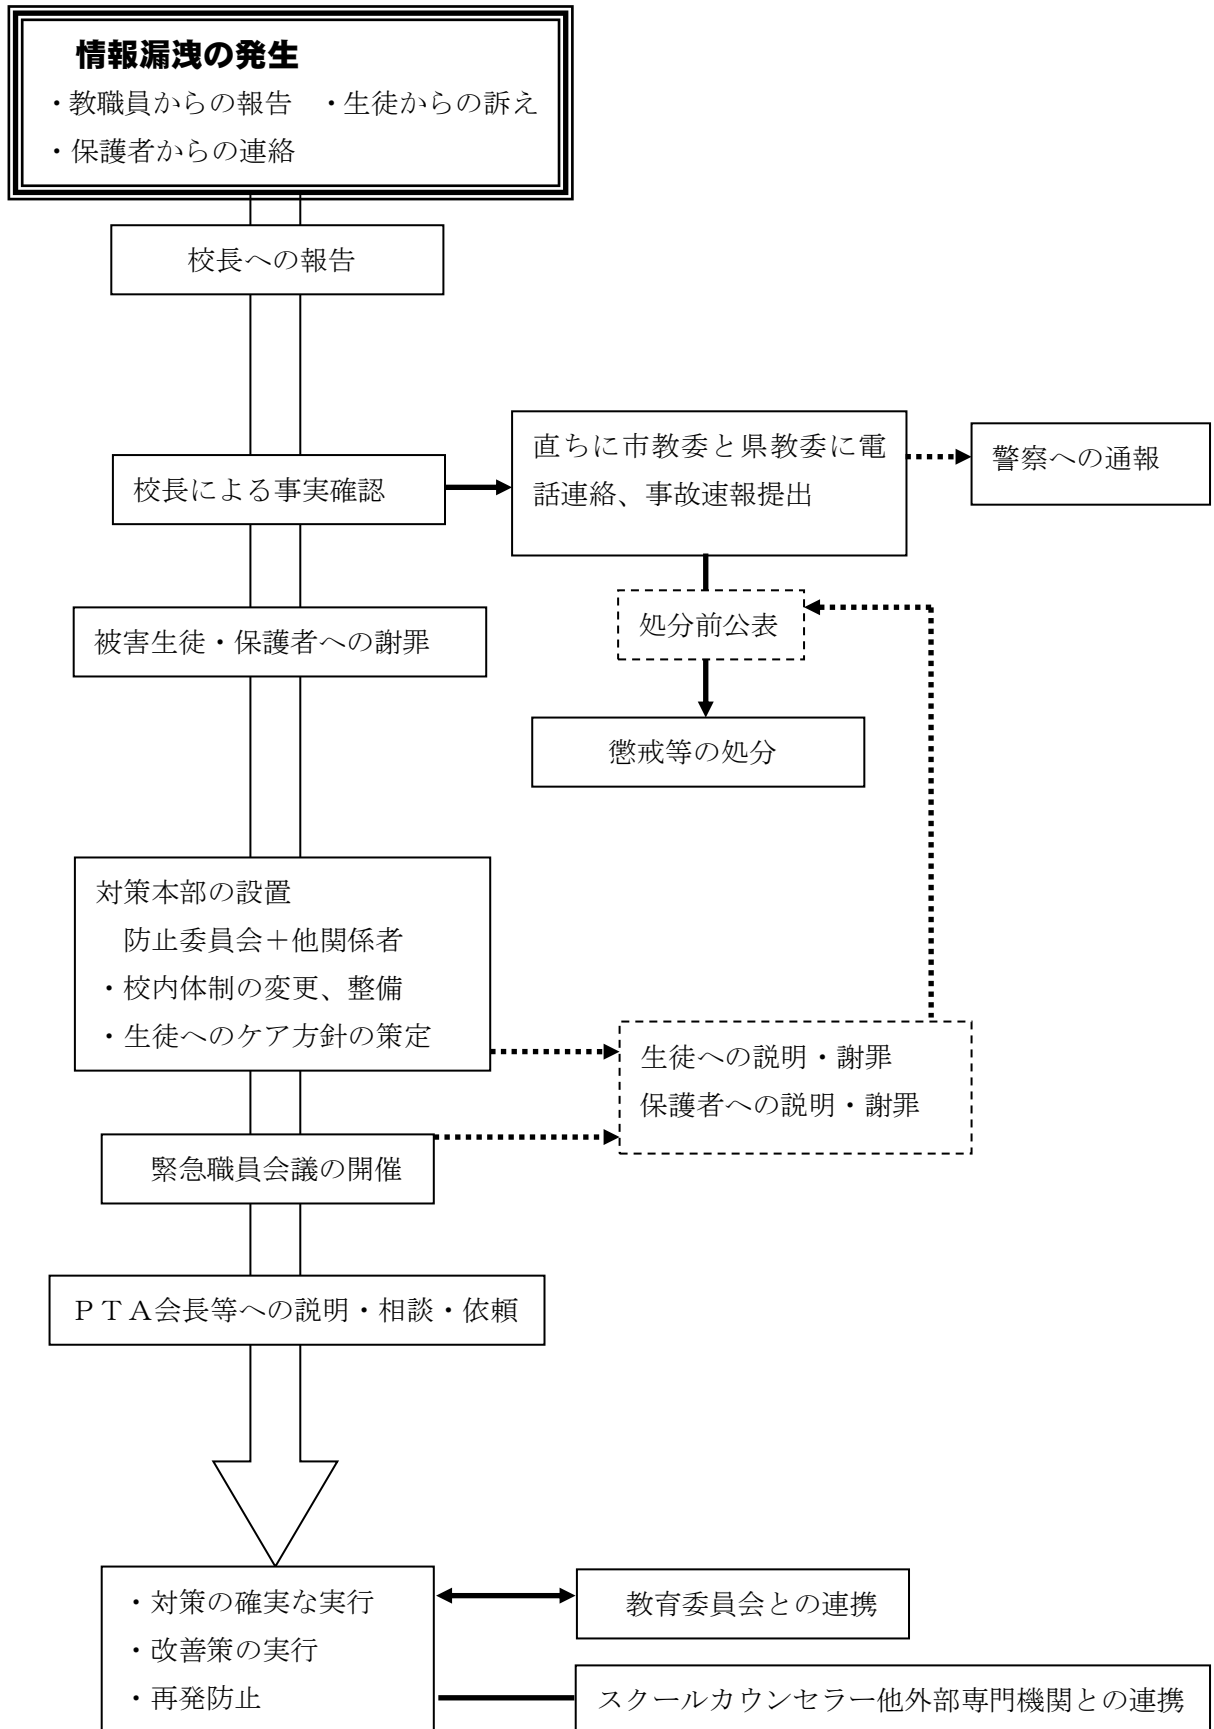 情報漏洩の発生
・教職員からの報告　・生徒からの訴え
・保護者からの連絡
校長への報告
校長による事実確認
直ちに市教委と県教委に電
話連絡、事故速報提出
警察への通報
処分前公表
被害生徒・保護者への謝罪
懲戒等の処分
対策本部の設置
防止委員会＋他関係者
・校内体制の変更、整備
・生徒へのケア方針の策定
生徒への説明・謝罪
保護者への説明・謝罪
緊急職員会議の開催
ＰＴＡ会長等への説明・相談・依頼
・対策の確実な実行
・改善策の実行
・再発防止
教育委員会との連携
スクールカウンセラー他外部専門機関との連携